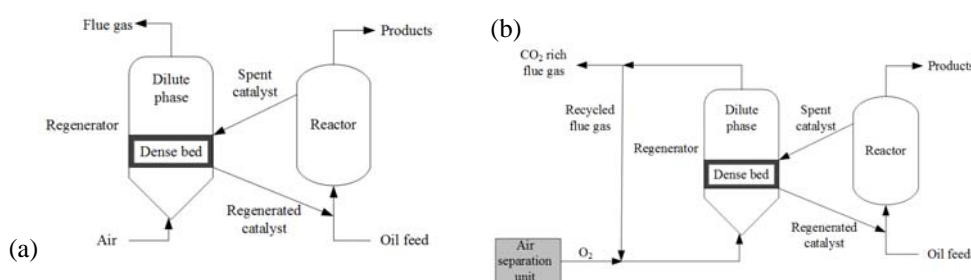 (a)
Flue gas
Products
Dilute
phase
Spent
catalyst
Regenerator
Reactor
Dense bed
Regenerated
catalyst
Air
Oil feed
(b)
CO₂ rich
flue gas
Products
Recycled
flue gas
Dilute
phase
Spent
catalyst
Regenerator
Reactor
Dense bed
Regenerated
catalyst
Air
separation
unit
O₂
Oil feed